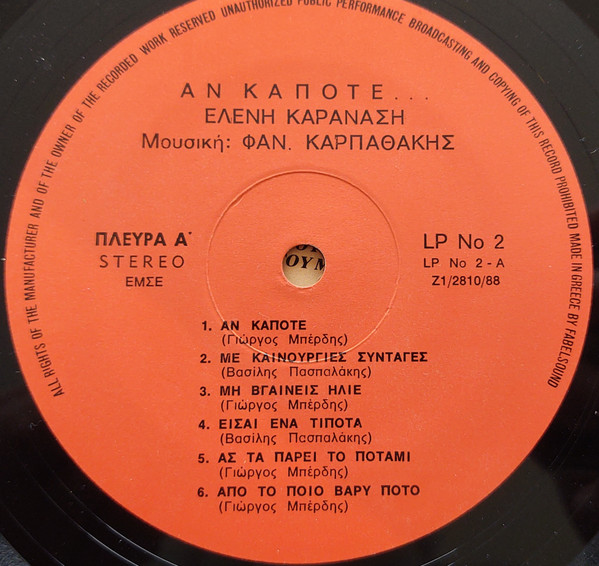 ALL RIGHTS OF THE MANUFACTURER AND OF THE OWNER OF THE RECORDED WORK RESERVED UNAUTHORIZED PUBLIC PERFORMANCE BROADCASTING AND COPYING OF THIS RECORD PROHIBITED MADE IN GREECE BY FABELSOUND
ΑΝ ΚΑΠΟΤΕ...
ΕΛΕΝΗ ΚΑΡΑΝΑΣΗ
Μουσική: ΦΑΝ. ΚΑΡΠΑΘΑΚΗΣ
ΠΛΕΥΡΑ Α΄
STEREO
ΕΜΣΕ
LP No 2
LP No 2 - A
Z1/2810/88
1. ΑΝ ΚΑΠΟΤΕ
(Γιώργος Μπέρδης)
2. ΜΕ ΚΑΙΝΟΥΡΓΙΕΣ ΣΥΝΤΑΓΕΣ
(Βασίλης Πασπαλάκης)
3. ΜΗ ΒΓΑΙΝΕΙΣ ΗΛΙΕ
(Γιώργος Μπέρδης)
4. ΕΙΣΑΙ ΕΝΑ ΤΙΠΟΤΑ
(Βασίλης Πασπαλάκης)
5. ΑΣ ΤΑ ΠΑΡΕΙ ΤΟ ΠΟΤΑΜΙ
(Γιώργος Μπέρδης)
6. ΑΠΟ ΤΟ ΠΟΙΟ ΒΑΡΥ ΠΟΤΟ
(Γιώργος Μπέρδης)